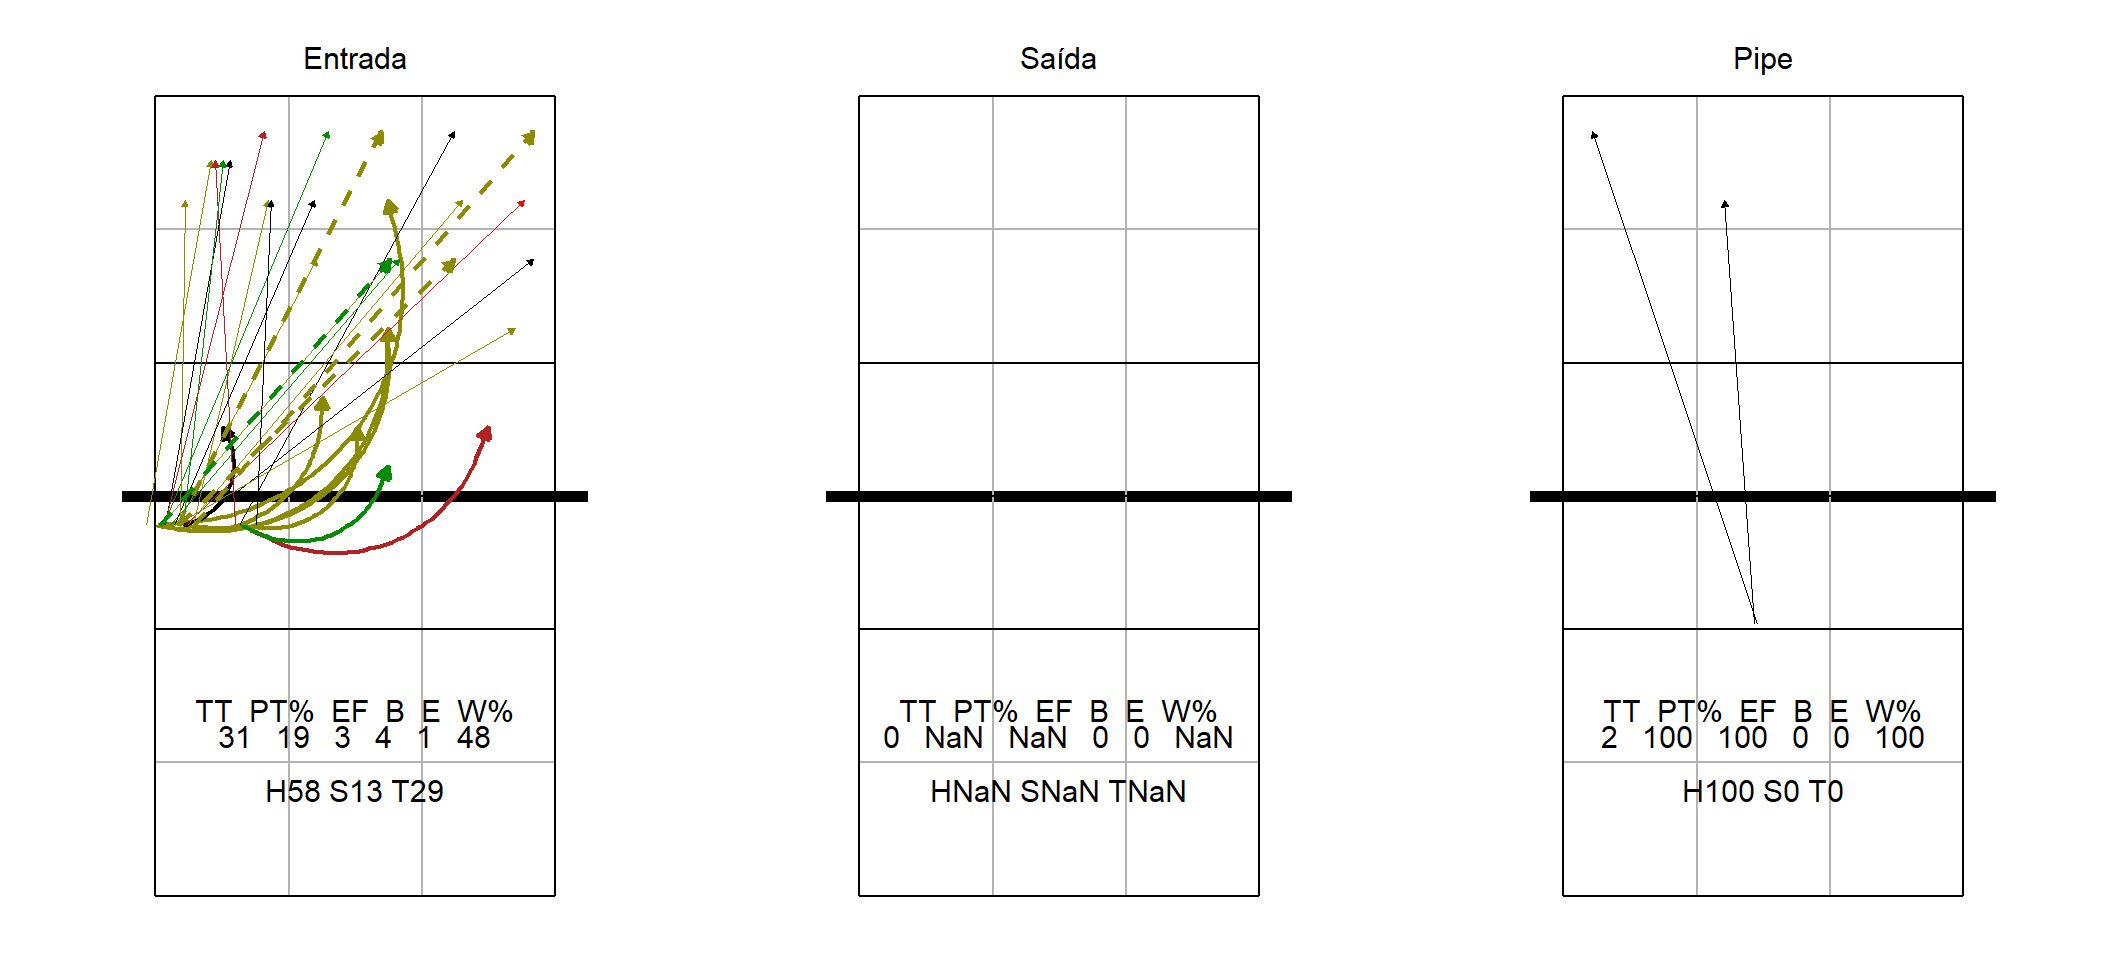 Entrada
TT PT% EF B E W%
31 19 3 4 1 48
H58 S13 T29
Saída
TT PT% EF B E W%
0 NaN NaN 0 0 NaN
HNaN SNaN TNaN
Pipe
TT PT% EF B E W%
2 100 100 0 0 100
H100 S0 T0